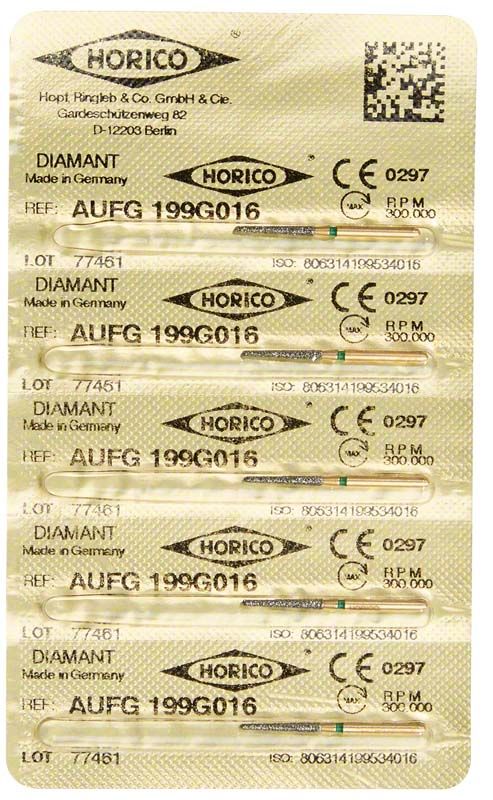 HORICO ®
Hopf, Ringleb & Co. GmbH & Cie.
Gardeschützenweg 82
D-12203 Berlin
DIAMANT HORICO ® CE 0297
Made in Germany
REF: AUFG 199G016 MAX RPM 300.000
LOT 77461 ISO: 806314199534016
DIAMANT HORICO ® CE 0297
Made in Germany
REF: AUFG 199G016 MAX RPM 300.000
LOT 77461 ISO: 806314199534016
DIAMANT HORICO ® CE 0297
Made in Germany
REF: AUFG 199G016 MAX RPM 300.000
LOT 77461 ISO: 806314199534016
DIAMANT HORICO ® CE 0297
Made in Germany
REF: AUFG 199G016 MAX RPM 300.000
LOT 77461 ISO: 806314199534016
DIAMANT HORICO ® CE 0297
Made in Germany
REF: AUFG 199G016 MAX RPM 300.000
LOT 77461 ISO: 806314199534016